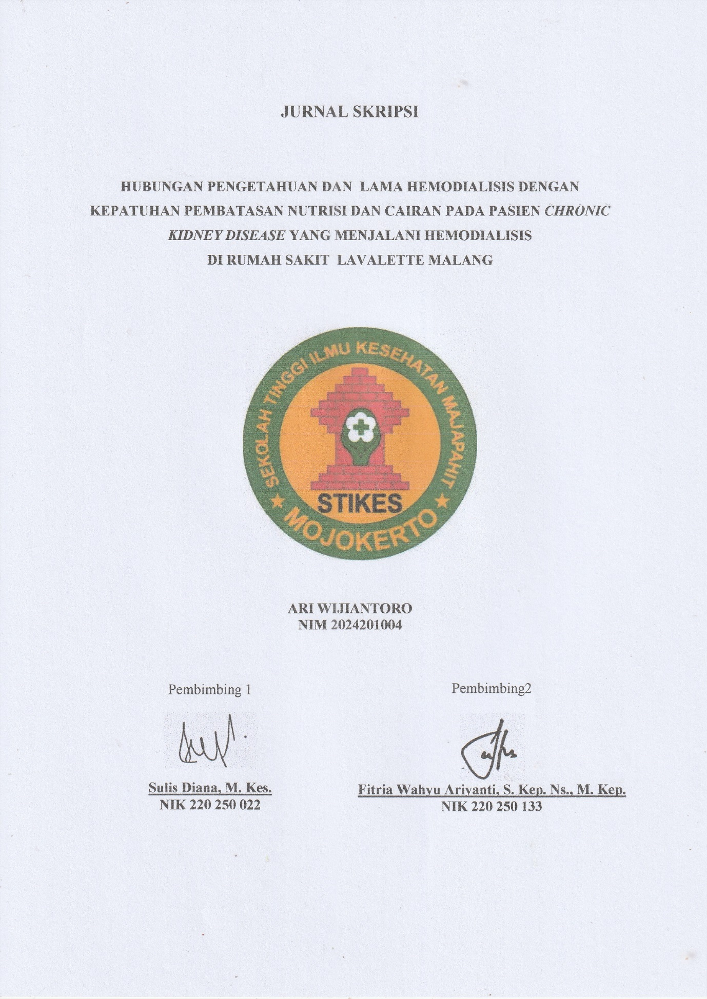 JURNAL SKRIPSI
HUBUNGAN PENGETAHUAN DAN LAMA HEMODIALISIS DENGAN
KEPATUHAN PEMBATASAN NUTRISI DAN CAIRAN PADA PASIEN CHRONIC
KIDNEY DISEASE YANG MENJALANI HEMODIALISIS
DI RUMAH SAKIT LAVALETTE MALANG
SEKOLAH TINGGI ILMU KESEHATAN MAJAPAHIT
STIKES
MOJOKERTO
ARI WIJIANTORO
NIM 2024201004
Pembimbing 1
Pembimbing2
Sulis Diana, M. Kes.
NIK 220 250 022
Fitria Wahyu Ariyanti, S. Kep. Ns., M. Kep.
NIK 220 250 133